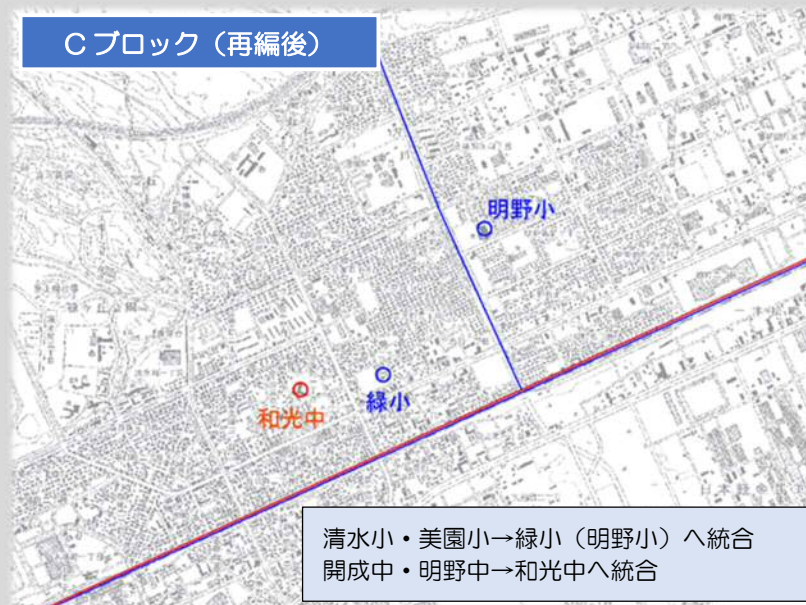 Cブロック（再編後）
明野小
緑小
和光中
清水小・美園小→緑小（明野小）へ統合
開成中・明野中→和光中へ統合